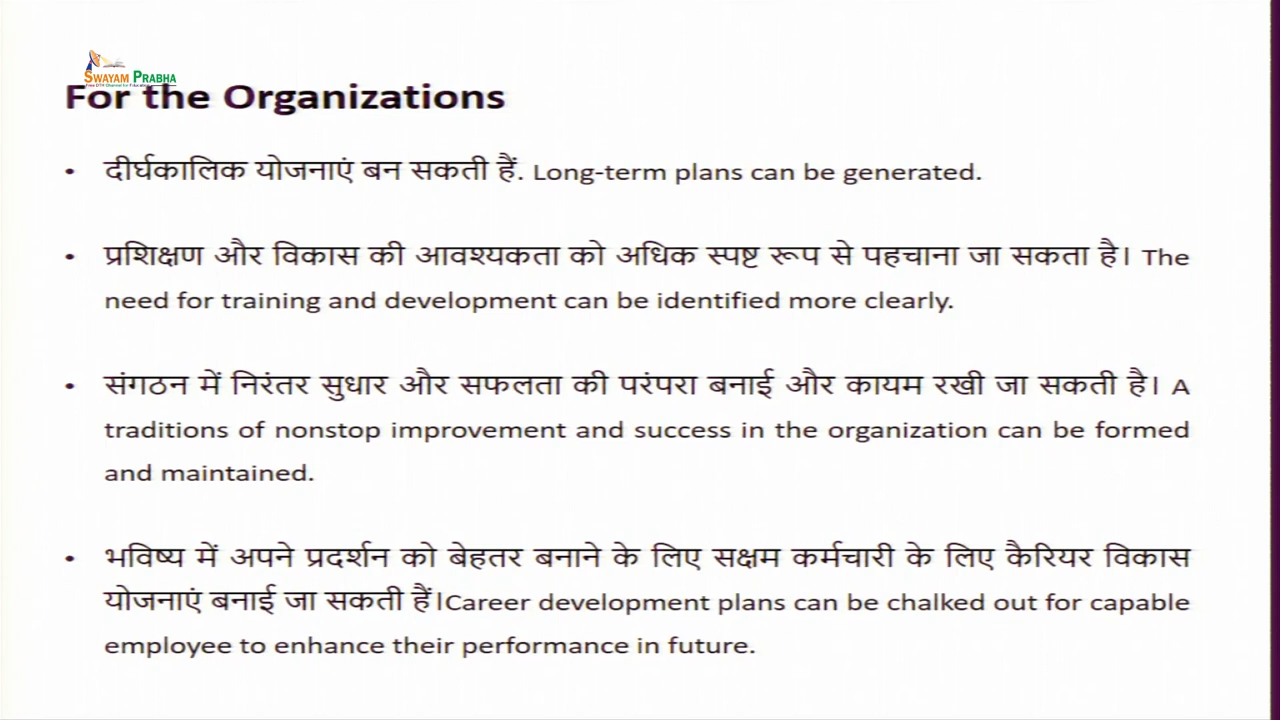 SWAYAM PRABHA
For the Organizations
• दीर्घकालिक योजनाएं बन सकती हैं. Long-term plans can be generated.
• प्रशिक्षण और विकास की आवश्यकता को अधिक स्पष्ट रूप से पहचाना जा सकता है। The
need for training and development can be identified more clearly.
• संगठन में निरंतर सुधार और सफलता की परंपरा बनाई और कायम रखी जा सकती है। A
traditions of nonstop improvement and success in the organization can be formed
and maintained.
• भविष्य में अपने प्रदर्शन को बेहतर बनाने के लिए सक्षम कर्मचारी के लिए कैरियर विकास
योजनाएं बनाई जा सकती हैं।Career development plans can be chalked out for capable
employee to enhance their performance in future.